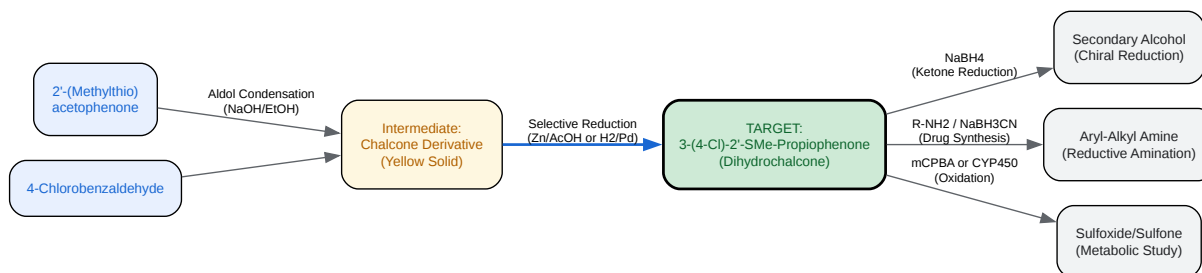 2'-(Methylthio)
acetophenone
4-Chlorobenzaldehyde
Aldol Condensation
(NaOH/EtOH)
Intermediate:
Chalcone Derivative
(Yellow Solid)
Selective Reduction
(Zn/AcOH or H2/Pd)
TARGET:
3-(4-Cl)-2'-SMe-Propiophenone
(Dihydrochalcone)
NaBH4
(Ketone Reduction)
R-NH2 / NaBH3CN
(Drug Synthesis)
mCPBA or CYP450
(Oxidation)
Secondary Alcohol
(Chiral Reduction)
Aryl-Alkyl Amine
(Reductive Amination)
Sulfoxide/Sulfone
(Metabolic Study)